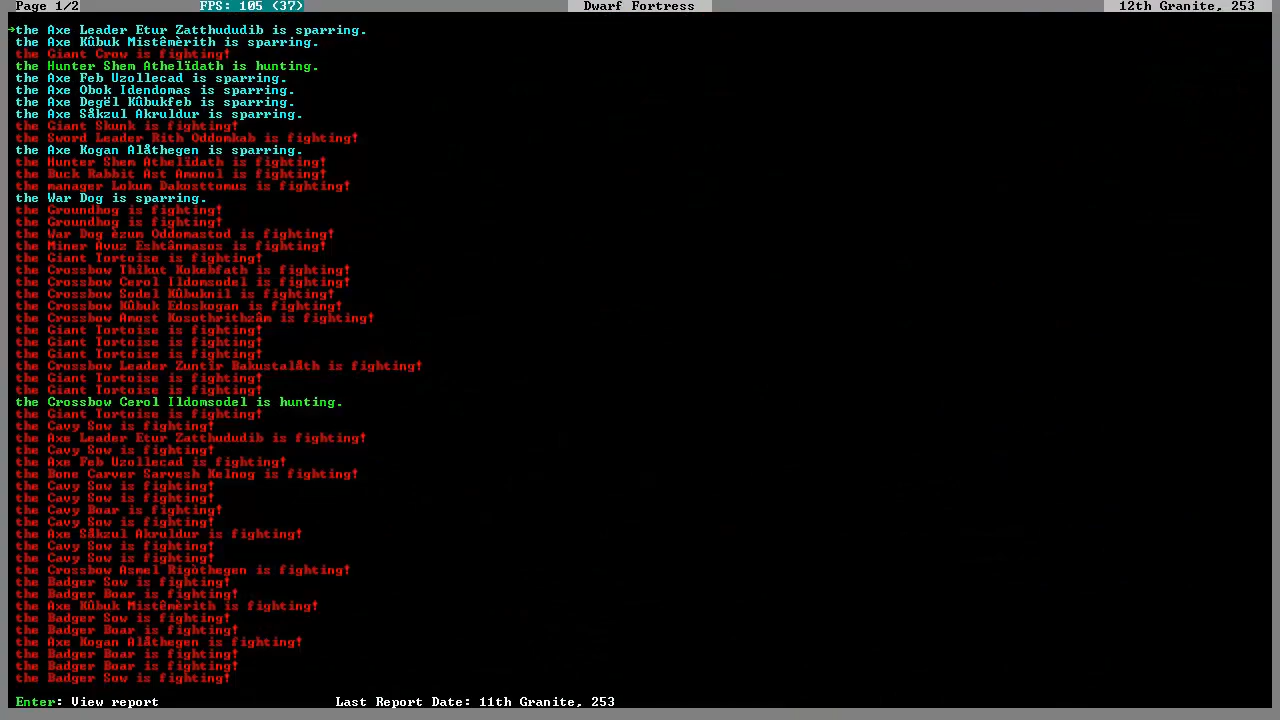 Page 1/2 FPS: 105 (37) Dwarf Fortress 12th Granite, 253
→the Axe Leader Etur Zatthududib is sparring.
the Axe Kûbuk Mistêmèrith is sparring.
the Giant Crow is fighting!
the Hunter Shem Athelïdath is hunting.
the Axe Feb Uzollecad is sparring.
the Axe Obok Idendomas is sparring.
the Axe Degël Kûbukfeb is sparring.
the Axe Såkzul Akruldur is sparring.
the Giant Skunk is fighting!
the Sword Leader Rith Oddomkab is fighting!
the Axe Kogan Alåthegen is sparring.
the Hunter Shem Athelïdath is fighting!
the Buck Rabbit Ast Amonol is fighting!
the manager Lokum Dakosttomus is fighting!
the War Dog is sparring.
the Groundhog is fighting!
the Groundhog is fighting!
the War Dog èzum Oddomastod is fighting!
the Miner Avuz Eshtânmasos is fighting!
the Giant Tortoise is fighting!
the Crossbow Thîkut Kokebfath is fighting!
the Crossbow Cerol Ildomsodel is fighting!
the Crossbow Sodel Kûbuknil is fighting!
the Crossbow Kûbuk Edoskogan is fighting!
the Crossbow Amost Kosothrithzâm is fighting!
the Giant Tortoise is fighting!
the Giant Tortoise is fighting!
the Giant Tortoise is fighting!
the Crossbow Leader Zuntîr Bakustalåth is fighting!
the Giant Tortoise is fighting!
the Giant Tortoise is fighting!
the Crossbow Cerol Ildomsodel is hunting.
the Giant Tortoise is fighting!
the Cavy Sow is fighting!
the Axe Leader Etur Zatthududib is fighting!
the Cavy Sow is fighting!
the Axe Feb Uzollecad is fighting!
the Bone Carver Sarvesh Kelnog is fighting!
the Cavy Sow is fighting!
the Cavy Sow is fighting!
the Cavy Boar is fighting!
the Cavy Sow is fighting!
the Axe Såkzul Akruldur is fighting!
the Cavy Sow is fighting!
the Cavy Sow is fighting!
the Crossbow Asmel Rigòthegen is fighting!
the Badger Sow is fighting!
the Badger Boar is fighting!
the Axe Kûbuk Mistêmèrith is fighting!
the Badger Sow is fighting!
the Badger Boar is fighting!
the Axe Kogan Alåthegen is fighting!
the Badger Boar is fighting!
the Badger Boar is fighting!
the Badger Sow is fighting!
Enter: View report Last Report Date: 11th Granite, 253